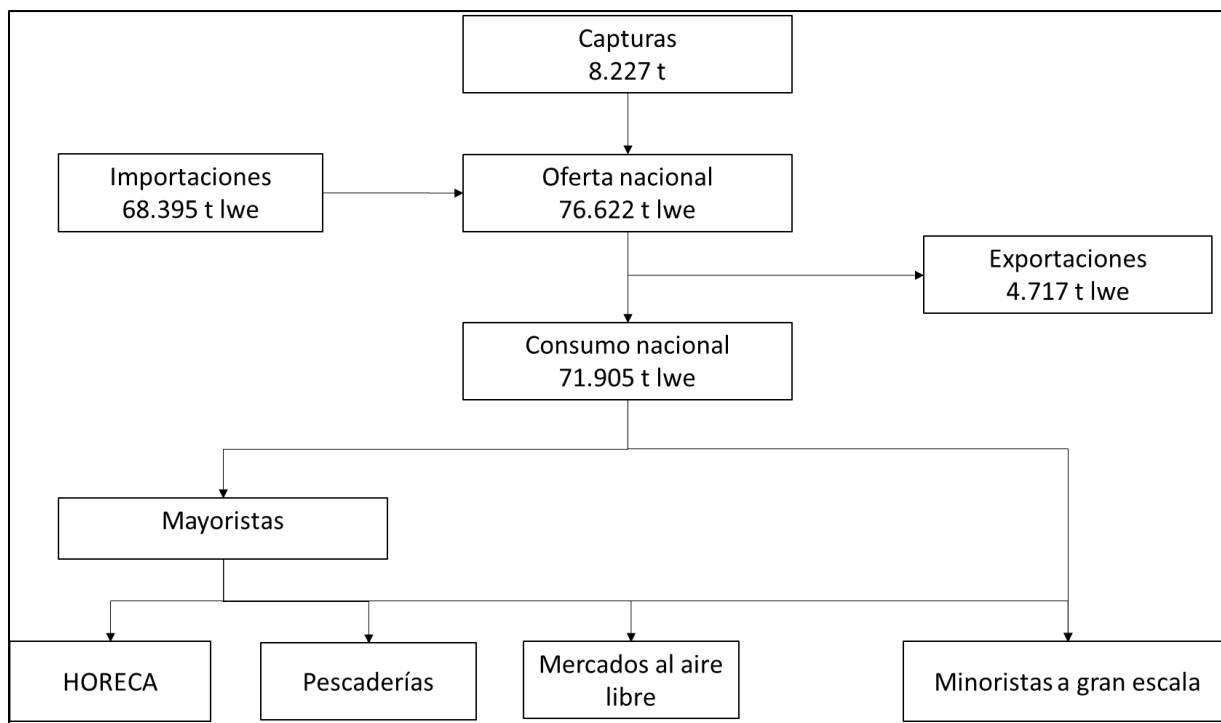 Capturas
8.227 t
Importaciones
68.395 t lwe
Oferta nacional
76.622 t lwe
Exportaciones
4.717 t lwe
Consumo nacional
71.905 t lwe
Mayoristas
HORECA
Pescaderías
Mercados al aire
libre
Minoristas a gran escala